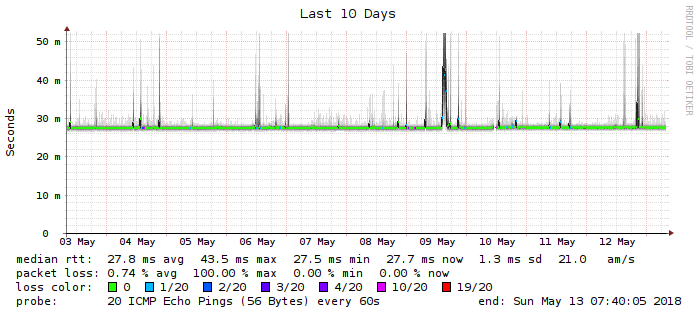 Last 10 Days
RRDTOOL / TOBI OETIKER
Seconds
50 m
40 m
30 m
20 m
10 m
0
03 May 04 May 05 May 06 May 07 May 08 May 09 May 10 May 11 May 12 May
median rtt: 27.8 ms avg 43.5 ms max 27.5 ms min 27.7 ms now 1.3 ms sd 21.0 am/s
packet loss: 0.74 % avg 100.00 % max 0.00 % min 0.00 % now
loss color: 0 1/20 2/20 3/20 4/20 10/20 19/20
probe: 20 ICMP Echo Pings (56 Bytes) every 60s end: Sun May 13 07:40:05 2018